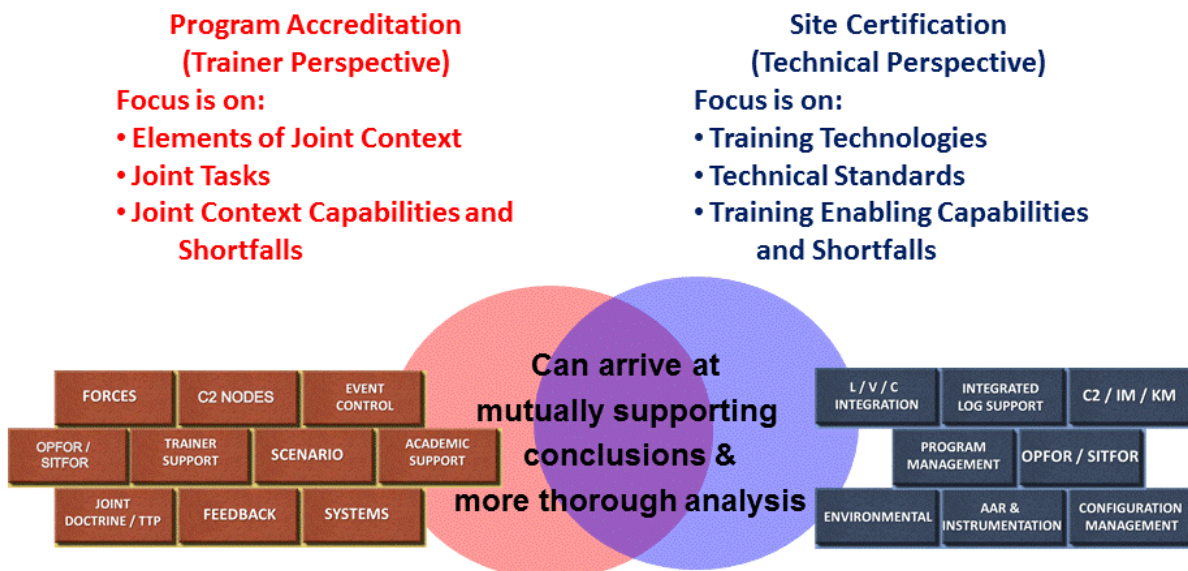 Program Accreditation
(Trainer Perspective)
Focus is on:
• Elements of Joint Context
• Joint Tasks
• Joint Context Capabilities and
Shortfalls
Site Certification
(Technical Perspective)
Focus is on:
• Training Technologies
• Technical Standards
• Training Enabling Capabilities
and Shortfalls
Can arrive at
mutually supporting
conclusions &
more thorough analysis
FORCES
C2 NODES
EVENT
CONTROL
OPFOR /
SITFOR
TRAINER
SUPPORT
SCENARIO
ACADEMIC
SUPPORT
JOINT
DOCTRINE / TTP
FEEDBACK
SYSTEMS
L / V / C
INTEGRATION
INTEGRATED
LOG SUPPORT
C2 / IM / KM
PROGRAM
MANAGEMENT
OPFOR / SITFOR
ENVIRONMENTAL
AAR &
INSTRUMENTATION
CONFIGURATION
MANAGEMENT